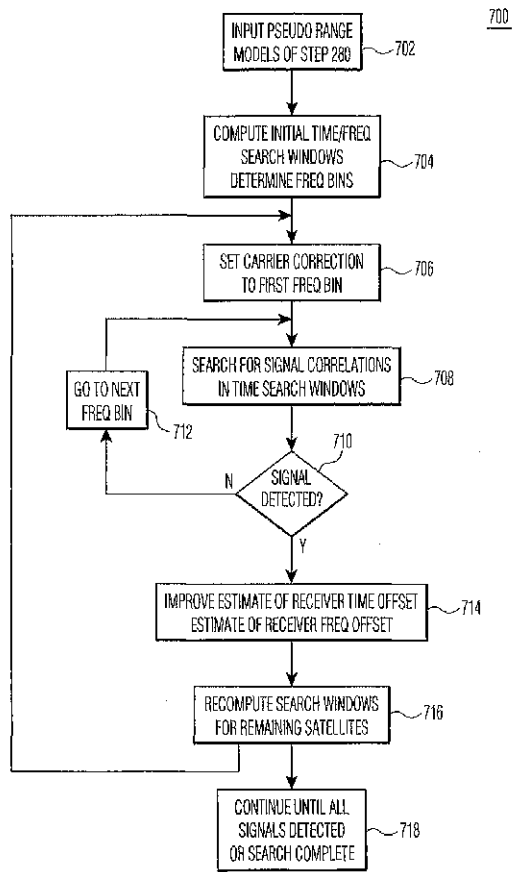 700
INPUT PSEUDO RANGE
MODELS OF STEP 280
702
COMPUTE INITIAL TIME/FREQ
SEARCH WINDOWS
DETERMINE FREQ BINS
704
SET CARRIER CORRECTION
TO FIRST FREQ BIN
706
SEARCH FOR SIGNAL CORRELATIONS
IN TIME SEARCH WINDOWS
708
GO TO NEXT
FREQ BIN
712
710
SIGNAL
DETECTED?
N
Y
IMPROVE ESTIMATE OF RECEIVER TIME OFFSET
ESTIMATE OF RECEIVER FREQ OFFSET
714
RECOMPUTE SEARCH WINDOWS
FOR REMAINING SATELLITES
716
CONTINUE UNTIL ALL
SIGNALS DETECTED
OR SEARCH COMPLETE
718